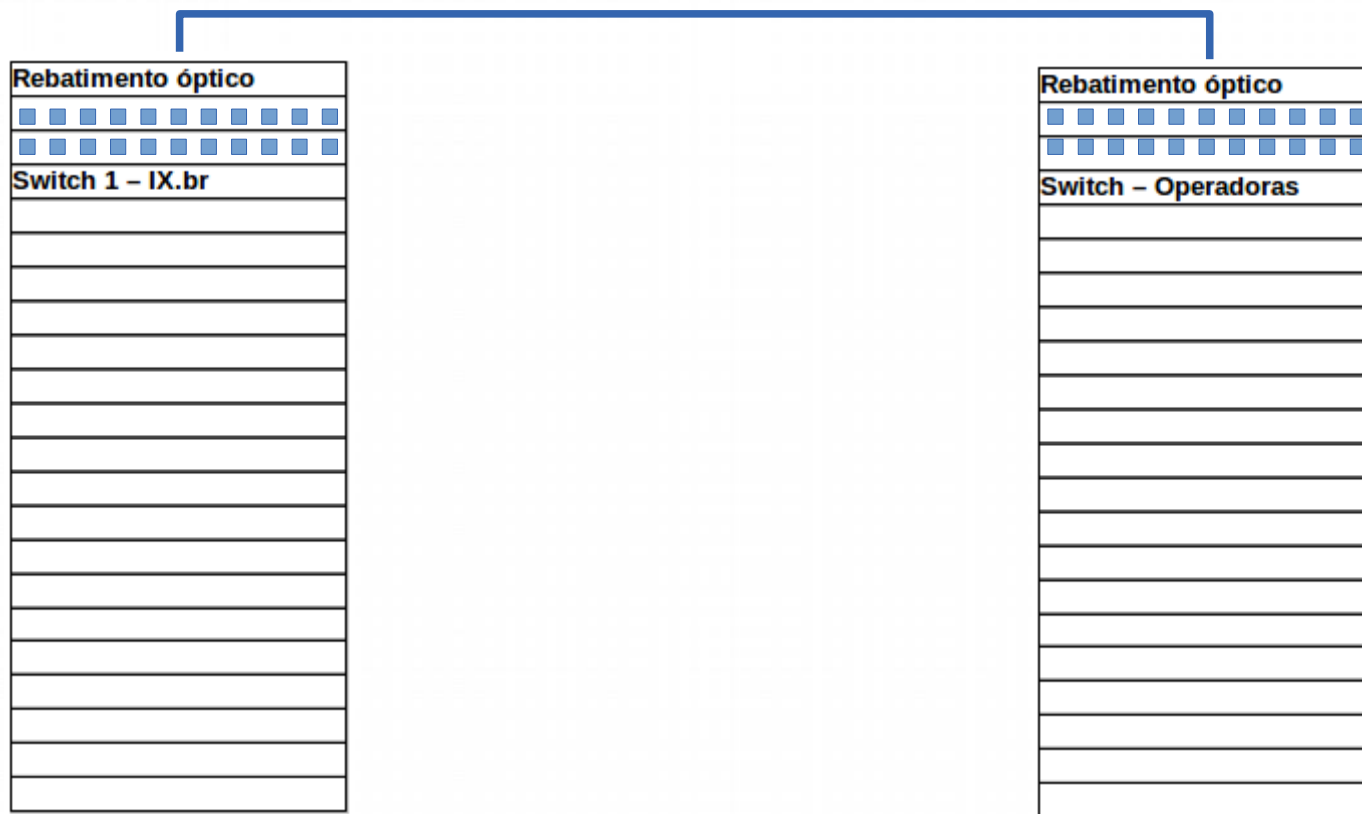 Rebatimento óptico
Switch 1 – IX.br
Rebatimento óptico
Switch – Operadoras